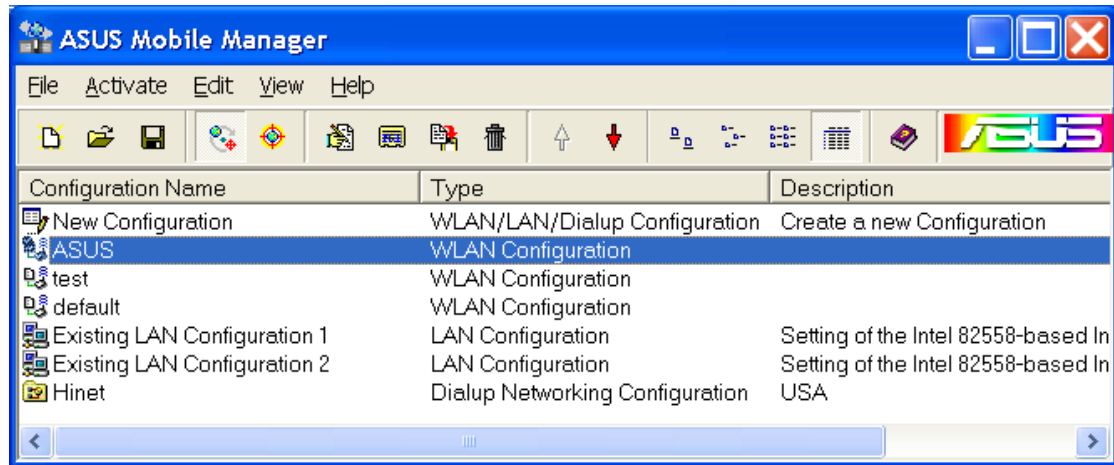 ASUS Mobile Manager
File Activate Edit View Help
ASUS
Configuration Name Type Description
New Configuration WLAN/LAN/Dialup Configuration Create a new Configuration
ASUS WLAN Configuration
test WLAN Configuration
default WLAN Configuration
Existing LAN Configuration 1 LAN Configuration Setting of the Intel 82558-based In
Existing LAN Configuration 2 LAN Configuration Setting of the Intel 82558-based In
Hinet Dialup Networking Configuration USA